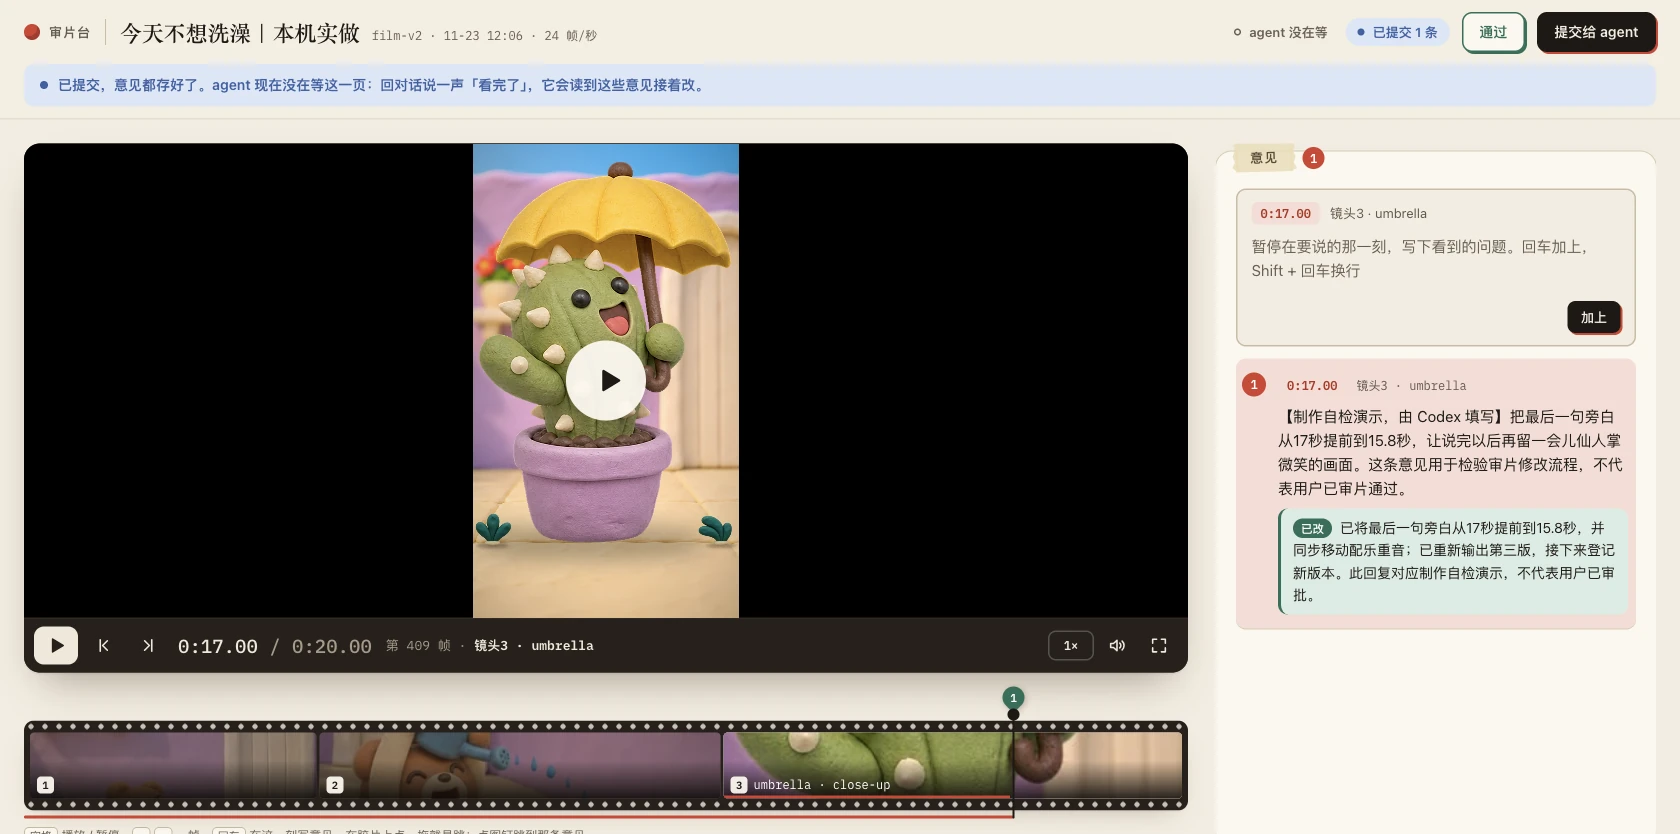 审片台
今天不想洗澡｜本机实做
film-v2 · 11-23 12:06 · 24 帧/秒
agent 没在等
已提交 1 条
通过
提交给 agent
已提交，意见都存好了。agent 现在没在等这一页：回对话说一声「看完了」，它会读到这些意见接着改。
意见
1
0:17.00 镜头3 · umbrella
暂停在要说的那一刻，写下看到的问题。回车加上，
Shift + 回车换行
加上
1 0:17.00 镜头3 · umbrella
【制作自检演示，由 Codex 填写】把最后一句旁白
从17秒提前到15.8秒，让说完以后再留一会儿仙人掌
微笑的画面。这条意见用于检验审片修改流程，不代
表用户已审片通过。
已改 已将最后一句旁白从17秒提前到15.8秒，并
同步移动配乐重音；已重新输出第三版，接下来登记
新版本。此回复对应制作自检演示，不代表用户已审
批。
0:17.00 / 0:20.00 第 409 帧 · 镜头3 · umbrella
1×
1
1
2
3 umbrella · close-up